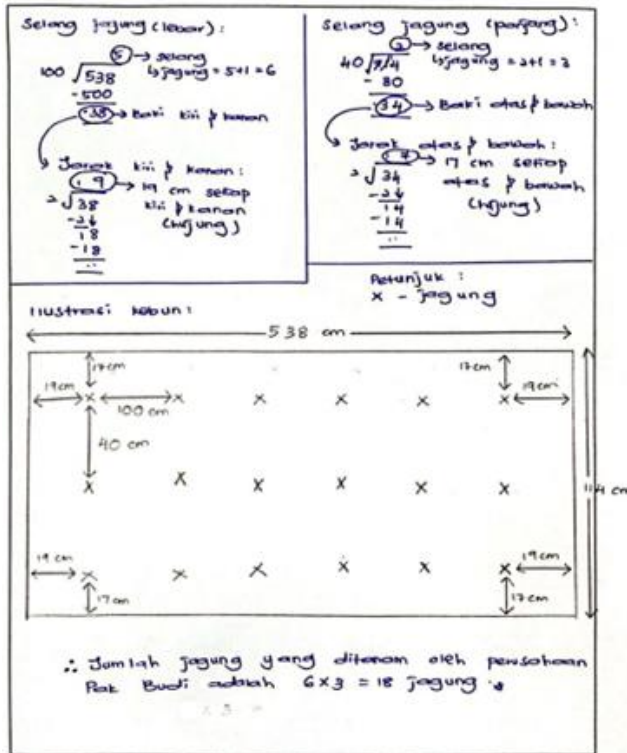 Selang jagung (lebar) :
5 → selang
↳ jagung = 5+1 = 6
100 √538
-500
38 → Baki kiri & kanan
Jarak kiri & kanan :
19 → 19 cm setiap
kiri & kanan
(hujung)
2 √38
-2↓
18
-18
Selang jagung (panjang) :
2 → selang
↳ jagung = 2+1 = 3
40 √114
- 80
34 → Baki atas & bawah
Jarak atas & bawah :
17 → 17 cm setiap
atas & bawah
(hujung)
2 √34
-2↓
14
-14
Petunjuk :
x - jagung
Ilustrasi kebun :
538 cm
17 cm 17 cm
19 cm 19 cm
x x x x x x
100 cm
40 cm
x x x x x x
114 cm
19 cm 19 cm
x x x x x x
17 cm 17 cm
∴ Jumlah jagung yang ditanam oleh perusahaan
Pak Budi adalah 6 x 3 = 18 jagung